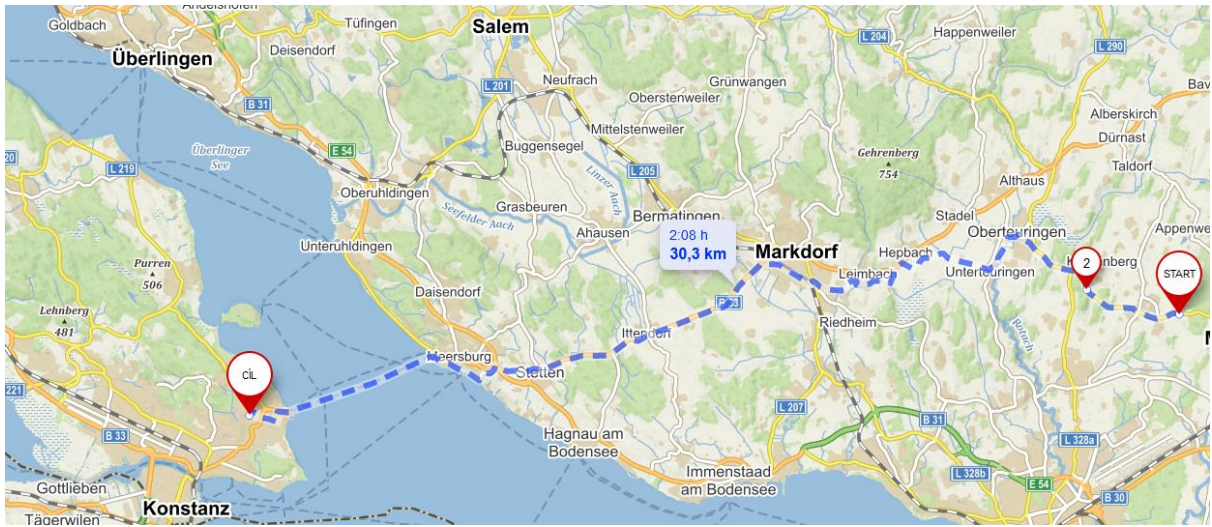 Andelshofen
Goldbach
Tüfingen
Salem
L 204
Happenweiler
Deisendorf
L 290
Überlingen
L 201
Neufrach
Grünwangen
Oberstenweiler
B 31
Alberskirch
Mittelstenweiler
Dürnast
E 54
Überlinger
See
Buggensegel
Gehrenberg
754
Taldorf
L 219
L 205
Linzer
Aach
Althaus
Oberuhldingen
Grasbeuren
Seefelder Aach
Bermatingen
Stadel
Ahausen
Oberteuringen
2:08 h
30,3 km
Unteruhldingen
Markdorf
Hepbach
2
START
Purren
506
Leimbach
Unterteuringen
Daisendorf
Lehnberg
481
Ittendorf
Riedheim
Rotach
Meersburg
Stetten
CÍL
L 207
B 31
B 33
Hagnau am
Bodensee
L 328a
Immenstaad
am Bodensee
L 328b
E 54
Gottlieben
B 30
Konstanz
Tägerwilen